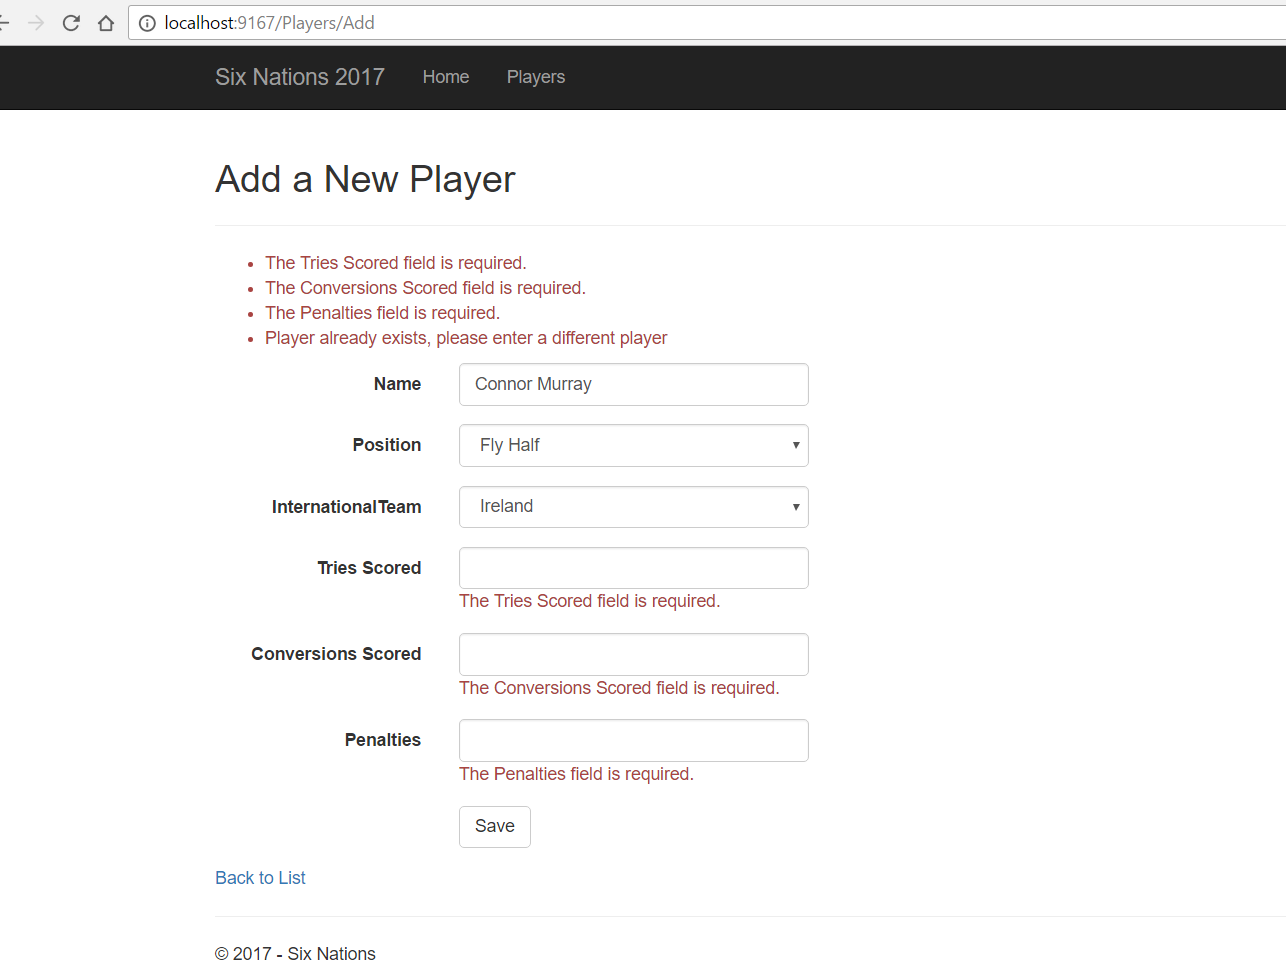 localhost:9167/Players/Add
Six Nations 2017 Home Players
Add a New Player
The Tries Scored field is required.
The Conversions Scored field is required.
The Penalties field is required.
Player already exists, please enter a different player
Name Connor Murray
Position Fly Half
InternationalTeam Ireland
Tries Scored
The Tries Scored field is required.
Conversions Scored
The Conversions Scored field is required.
Penalties
The Penalties field is required.
Save
Back to List
© 2017 - Six Nations